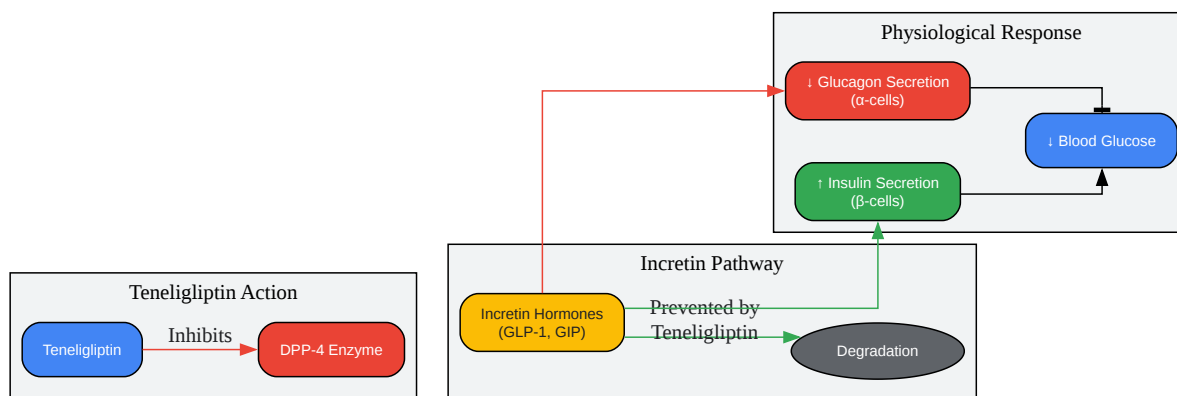 Physiological Response
↓ Glucagon Secretion
(α-cells)
↓ Blood Glucose
↑ Insulin Secretion
(β-cells)
Incretin Pathway
Incretin Hormones
(GLP-1, GIP)
Prevented by
Teneligliptin
Degradation
Teneligliptin Action
Teneligliptin
Inhibits
DPP-4 Enzyme